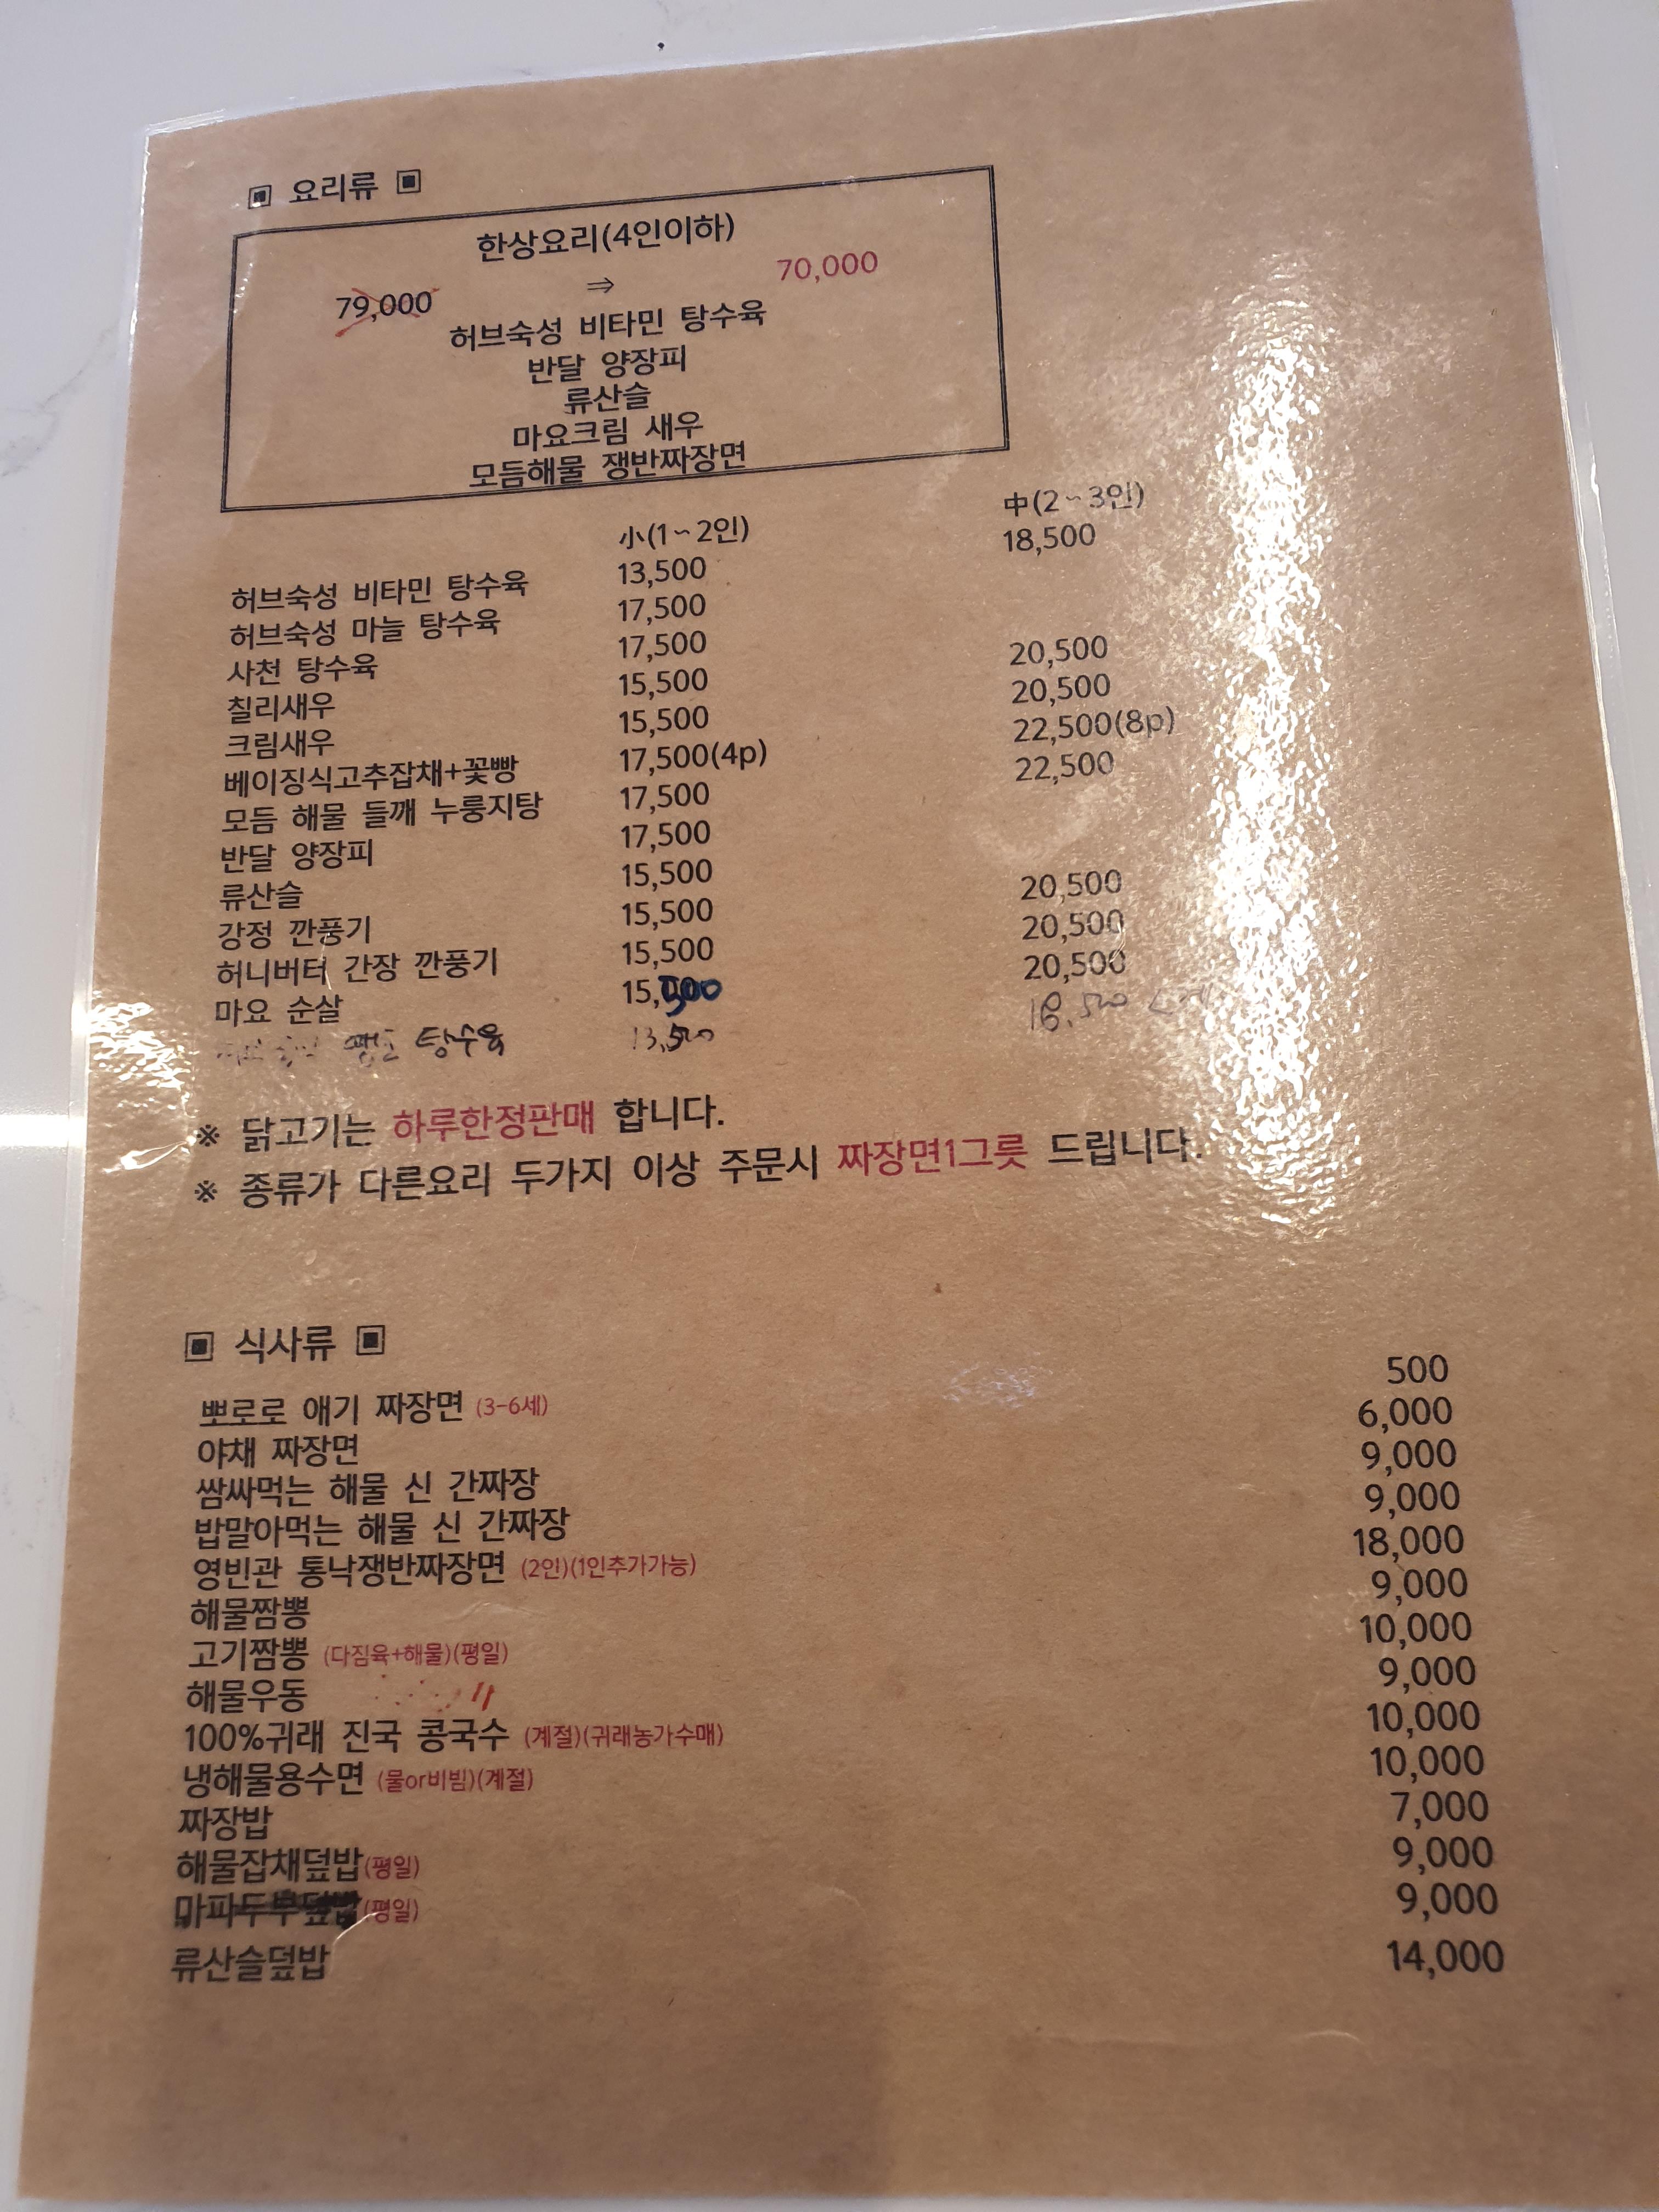 ▣ 요리류 ▣
한상요리(4인이하)
79,000 ⇒ 70,000
허브숙성 비타민 탕수육
반달 양장피
류산슬
마요크림 새우
모듬해물 쟁반짜장면
小(1~2인) 中(2~3인)
허브숙성 비타민 탕수육 13,500 18,500
허브숙성 마늘 탕수육 17,500
사천 탕수육 17,500
칠리새우 15,500 20,500
크림새우 15,500 20,500
베이징식고추잡채+꽃빵 17,500(4p) 22,500(8p)
모듬 해물 들깨 누룽지탕 17,500 22,500
반달 양장피 17,500
류산슬 15,500
강정 깐풍기 15,500 20,500
허니버터 간장 깐풍기 15,500 20,500
마요 순살 15,500 20,500
탕수육 13,500 18,500
※ 닭고기는 하루한정판매 합니다.
※ 종류가 다른요리 두가지 이상 주문시 짜장면1그릇 드립니다.
▣ 식사류 ▣
뽀로로 애기 짜장면 (3-6세) 500
야채 짜장면 6,000
쌈싸먹는 해물 신 간짜장 9,000
밥말아먹는 해물 신 간짜장 9,000
영빈관 통낙쟁반짜장면 (2인)(1인추가가능) 18,000
해물짬뽕 9,000
고기짬뽕 (다짐육+해물)(평일) 10,000
해물우동 9,000
100%귀래 진국 콩국수 (계절)(귀래농가수매) 10,000
냉해물용수면 (물or비빔)(계절) 10,000
짜장밥 7,000
해물잡채덮밥(평일) 9,000
마파두부덮밥(평일) 9,000
류산슬덮밥 14,000